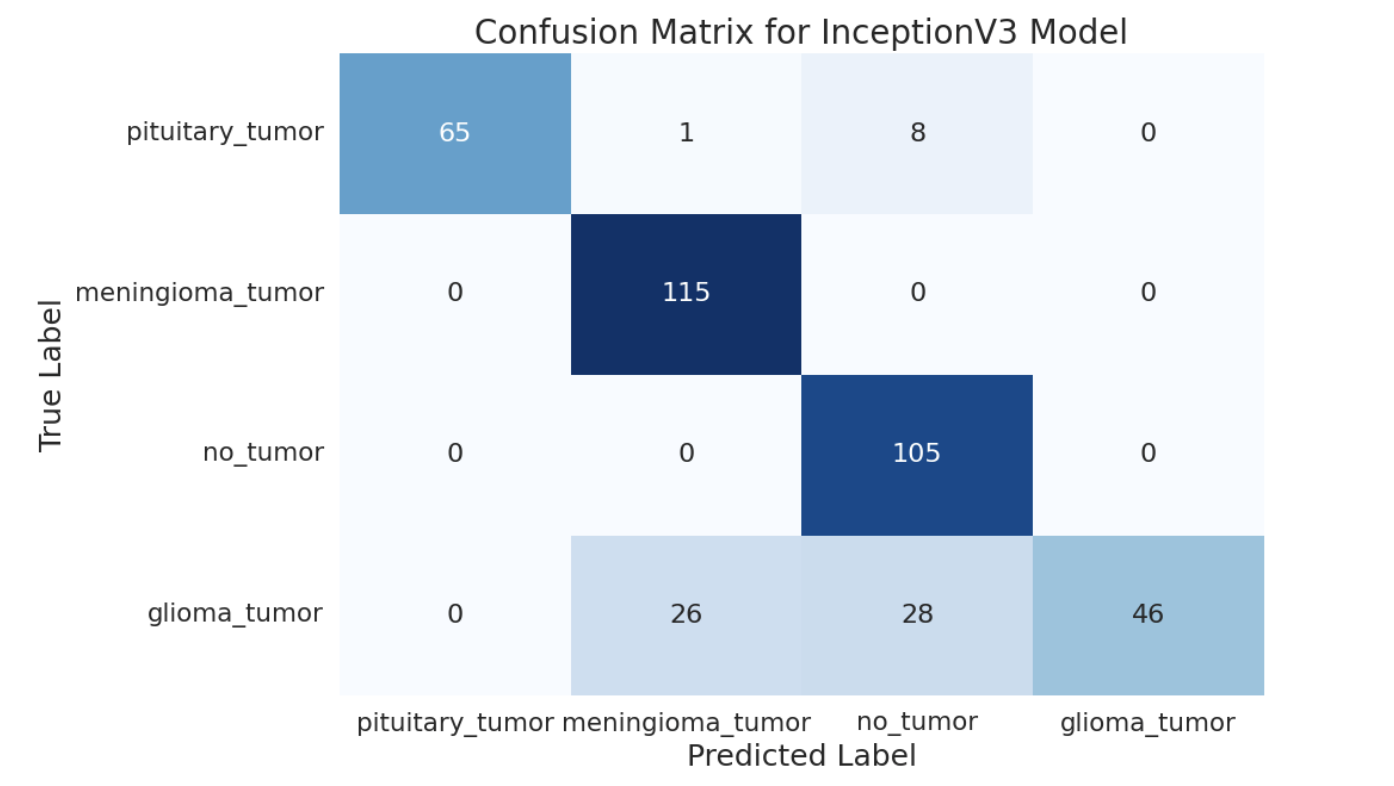 Confusion Matrix for InceptionV3 Model
True Label
pituitary_tumor 65 1 8 0
meningioma_tumor 0 115 0 0
no_tumor 0 0 105 0
glioma_tumor 0 26 28 46
pituitary_tumor meningioma_tumor no_tumor glioma_tumor
Predicted Label